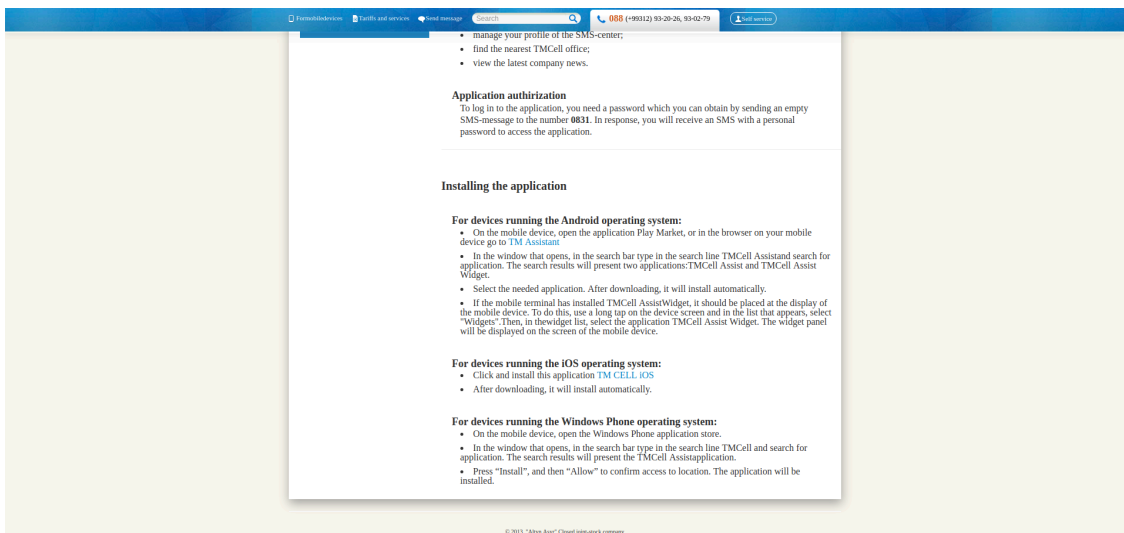 Formobiledevices Tariffs and services Send message Search 088 (+99312) 93-20-26, 93-02-79 Self service
manage your profile of the SMS-center;
find the nearest TMCell office;
view the latest company news.
Application authirization
To log in to the application, you need a password which you can obtain by sending an empty
SMS-message to the number 0831. In response, you will receive an SMS with a personal
password to access the application.
Installing the application
For devices running the Android operating system:
On the mobile device, open the application Play Market, or in the browser on your mobile
device go to TM Assistant
In the window that opens, in the search bar type in the search line TMCell Assistand search for
application. The search results will present two applications:TMCell Assist and TMCell Assist
Widget.
Select the needed application. After downloading, it will install automatically.
If the mobile terminal has installed TMCell AssistWidget, it should be placed at the display of
the mobile device. To do this, use a long tap on the device screen and in the list that appears, select
"Widgets".Then, in thewidget list, select the application TMCell Assist Widget. The widget panel
will be displayed on the screen of the mobile device.
For devices running the iOS operating system:
Click and install this application TM CELL iOS
After downloading, it will install automatically.
For devices running the Windows Phone operating system:
On the mobile device, open the Windows Phone application store.
In the window that opens, in the search bar type in the search line TMCell and search for
application. The search results will present the TMCell Assistapplication.
Press “Install”, and then “Allow” to confirm access to location. The application will be
installed.
© 2013. "Altyn Asyr" Closed joint-stock company